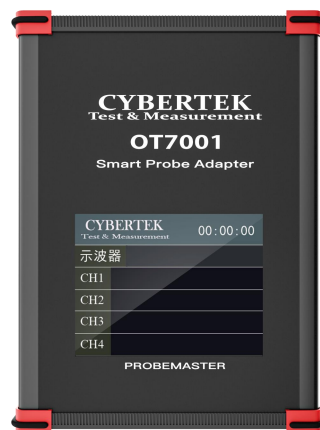 CYBERTEK
Test & Measurement
OT7001
Smart Probe Adapter
CYBERTEK
Test & Measurement
00:00:00
示波器
CH1
CH2
CH3
CH4
PROBEMASTER